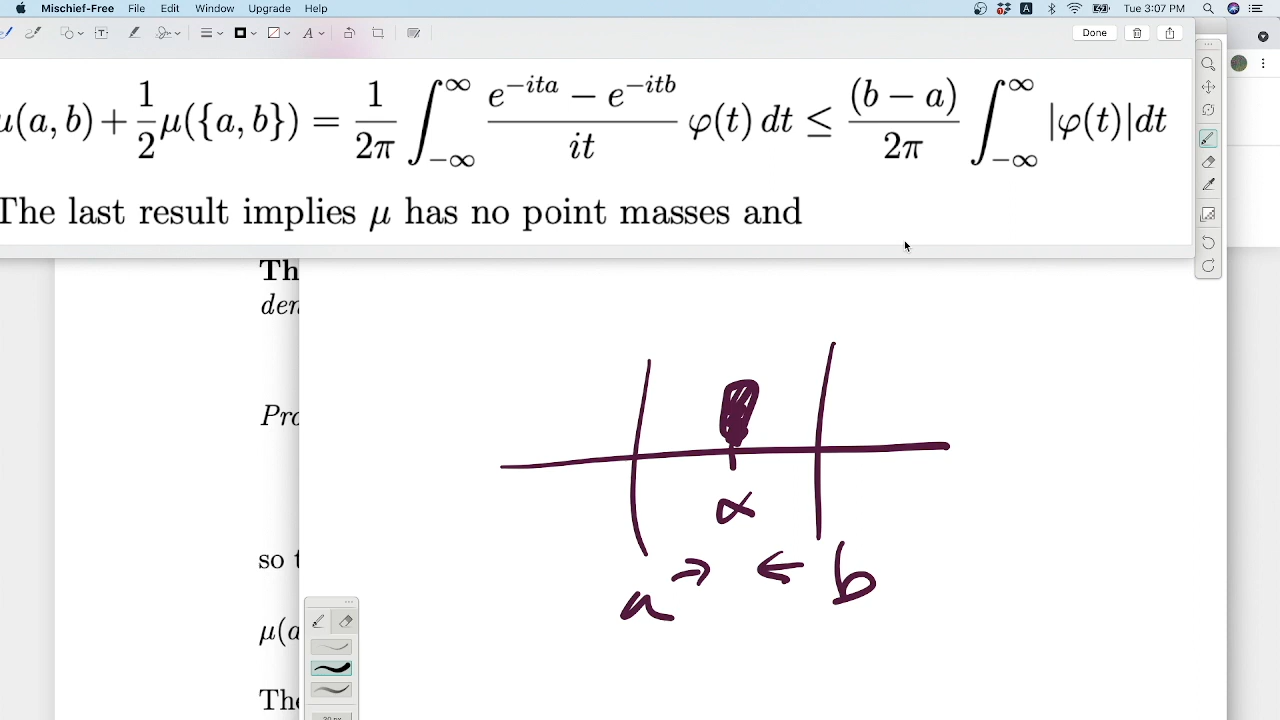 Mischief-Free File Edit Window Upgrade Help Tue 3:07 PM
Done
μ(a, b) + 1/2 μ({a, b}) = 1/2π ∫_{-∞}^{∞} (e^{-ita} − e^{-itb})/it φ(t) dt ≤ (b − a)/2π ∫_{-∞}^{∞} |φ(t)|dt
The last result implies μ has no point masses and
Th
den
Pro
so t
μ(a
The
α
a → ← b